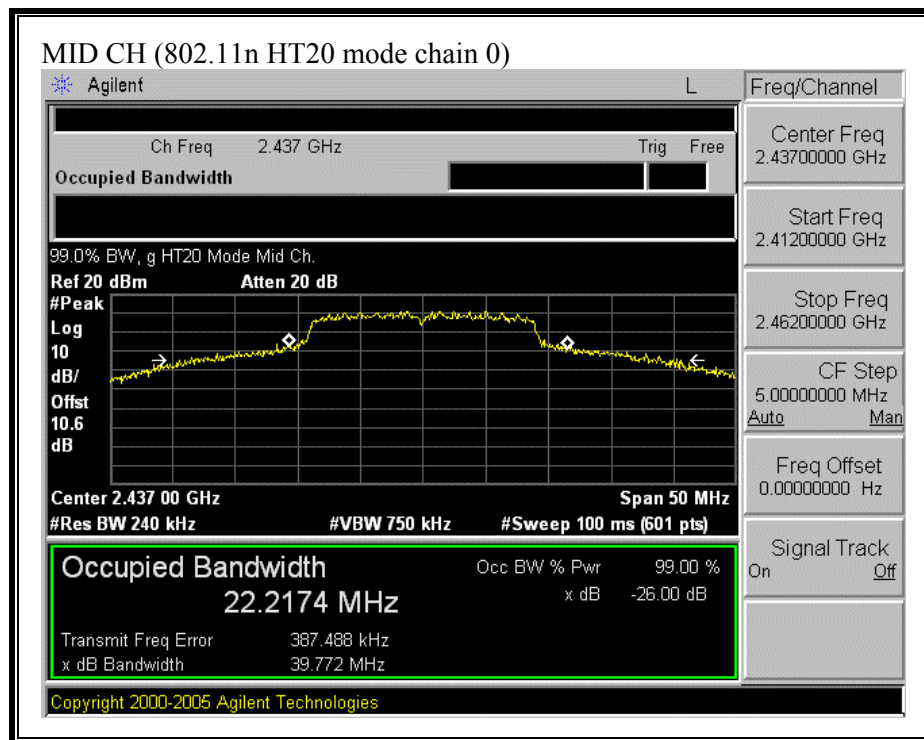 MID CH (802.11n HT20 mode chain 0)
Agilent L Freq/Channel
Ch Freq 2.437 GHz Trig Free
Occupied Bandwidth
Center Freq
2.43700000 GHz
Start Freq
2.41200000 GHz
Stop Freq
2.46200000 GHz
CF Step
5.00000000 MHz
Auto Man
Freq Offset
0.00000000 Hz
Signal Track
On Off
99.0% BW, g HT20 Mode Mid Ch.
Ref 20 dBm Atten 20 dB
#Peak
Log
10
dB/
Offst
10.6
dB
Center 2.437 00 GHz Span 50 MHz
#Res BW 240 kHz #VBW 750 kHz #Sweep 100 ms (601 pts)
Occupied Bandwidth Occ BW % Pwr 99.00 %
22.2174 MHz x dB -26.00 dB
Transmit Freq Error 387.488 kHz
x dB Bandwidth 39.772 MHz
Copyright 2000-2005 Agilent Technologies